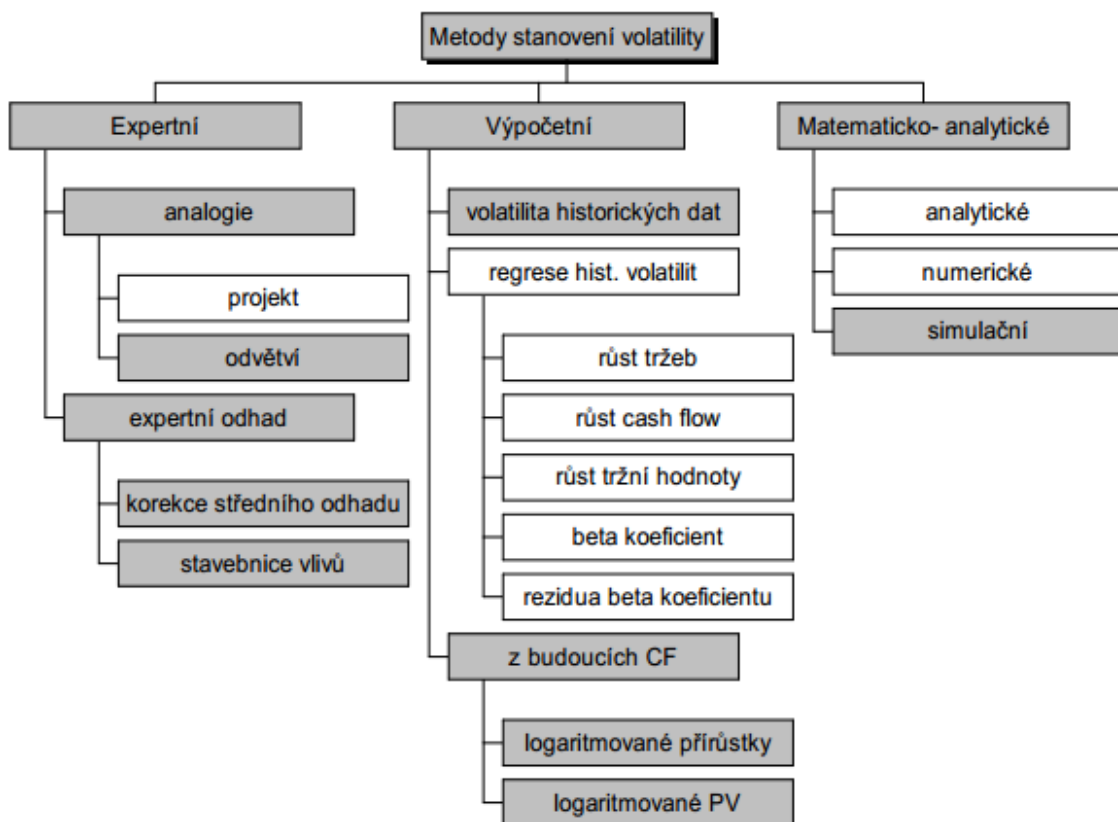 Metody stanovení volatility
Expertní
analogie
projekt
odvětví
expertní odhad
korekce středního odhadu
stavebnice vlivů
Výpočetní
volatilita historických dat
regrese hist. volatilit
růst tržeb
růst cash flow
růst tržní hodnoty
beta koeficient
rezidua beta koeficientu
z budoucích CF
logaritmované přírůstky
logaritmované PV
Matematicko- analytické
analytické
numerické
simulační